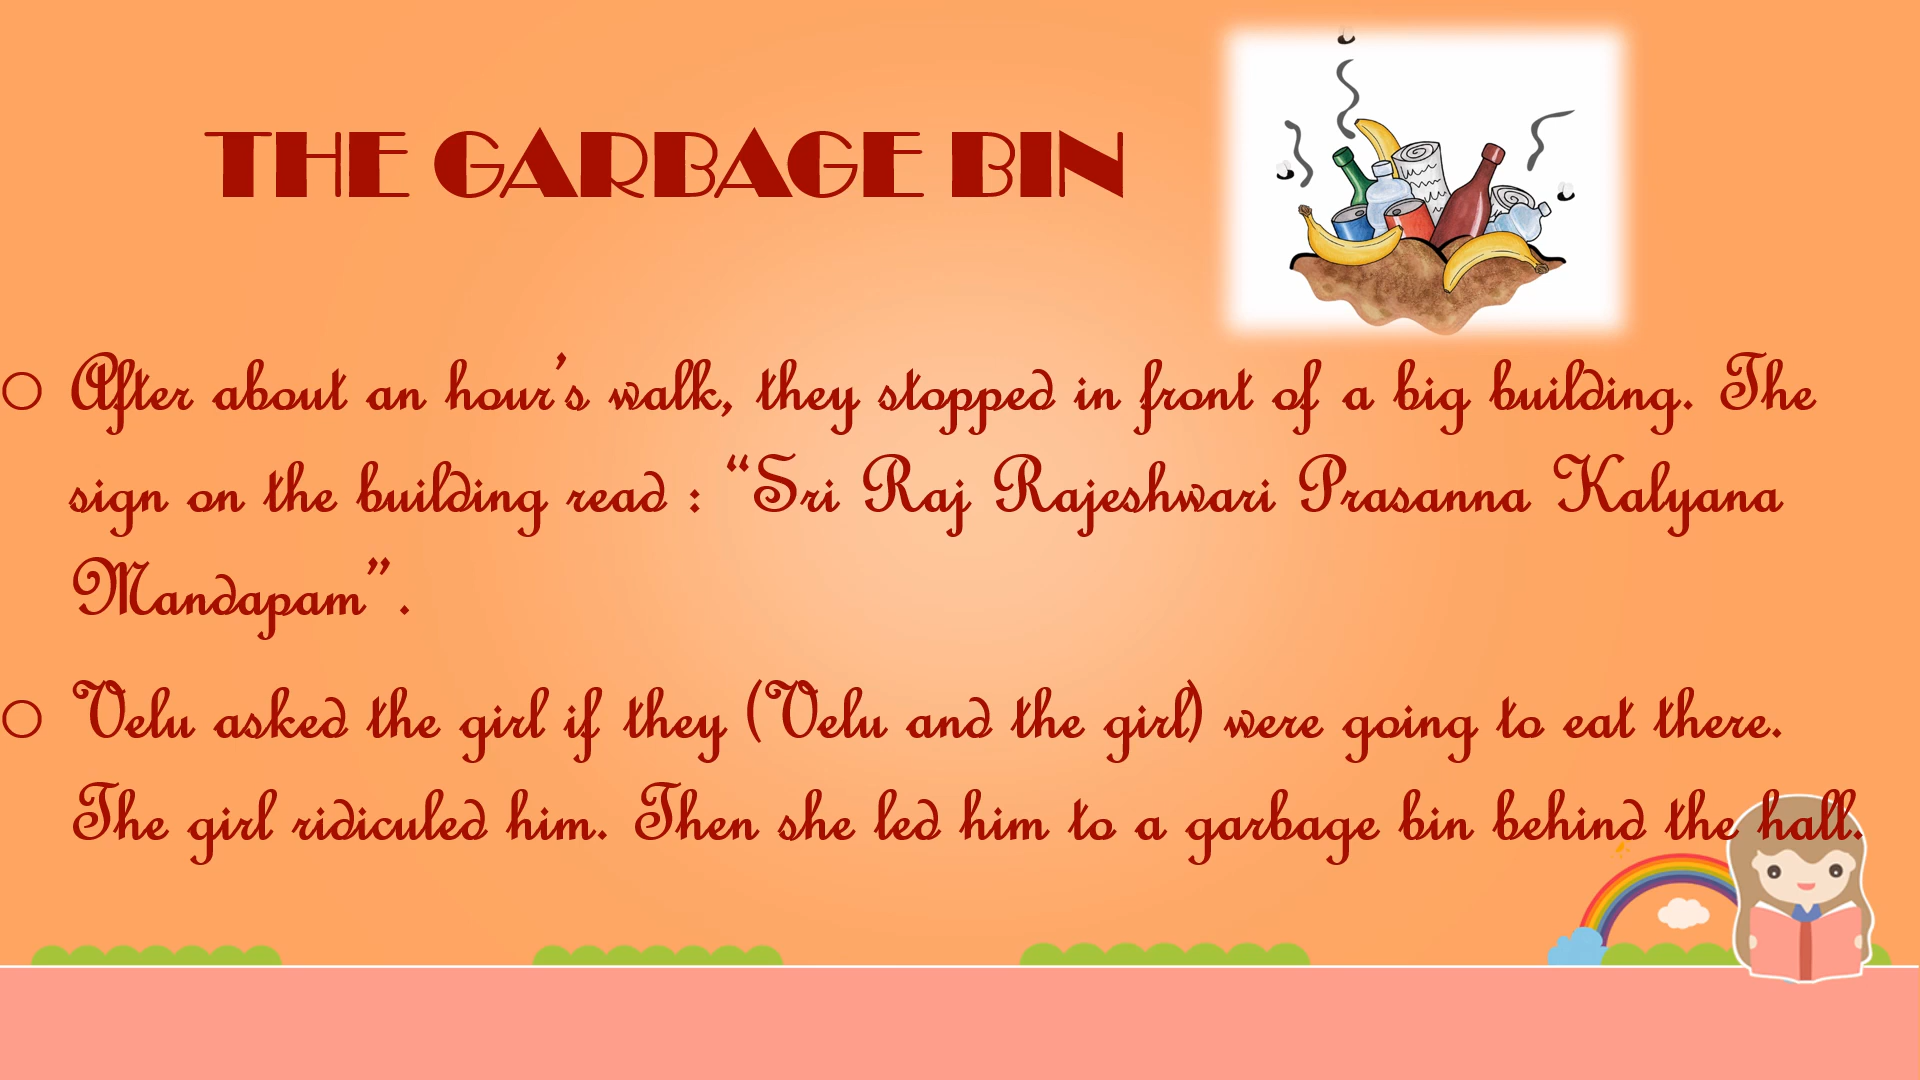 THE GARBAGE BIN
After about an hour’s walk, they stopped in front of a big building. The
sign on the building read : “Sri Raj Rajeshwari Prasanna Kalyana
Mandapam”.
Velu asked the girl if they (Velu and the girl) were going to eat there.
The girl ridiculed him. Then she led him to a garbage bin behind the hall.